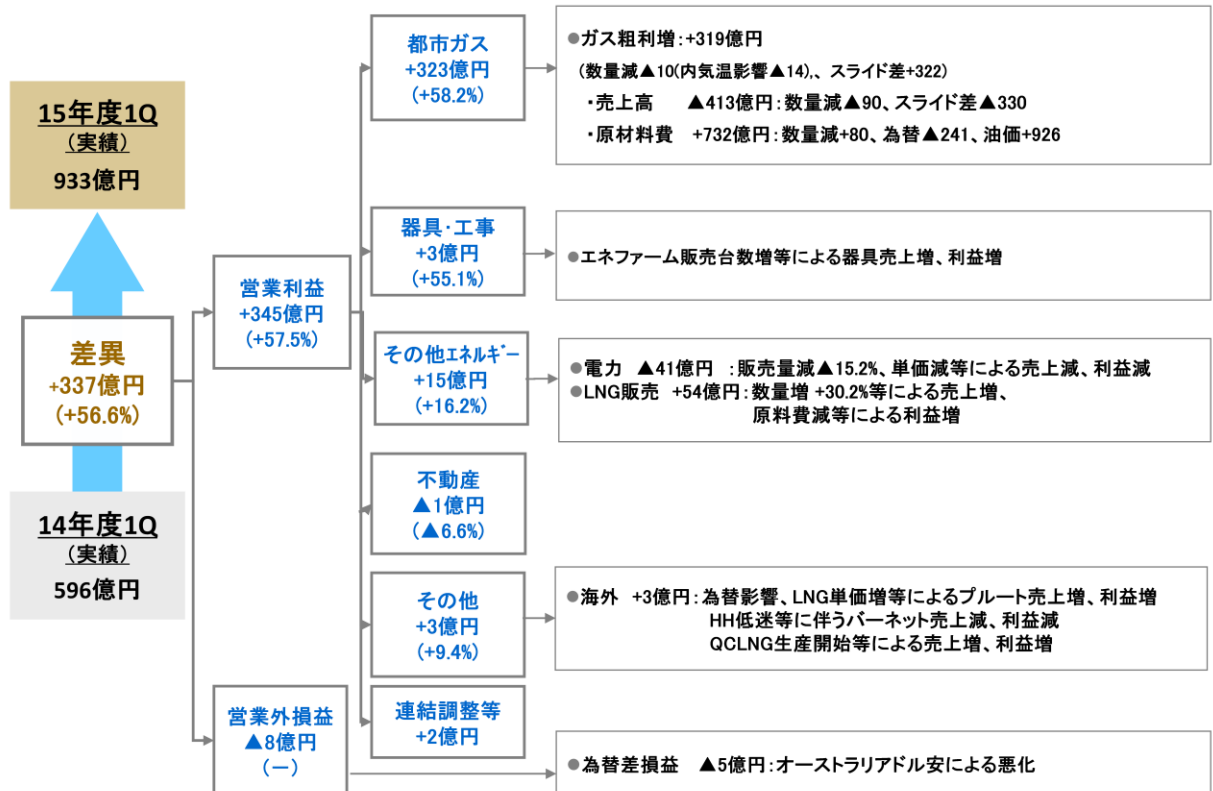 15年度1Q
(実績)
933億円
差異
+337億円
(+56.6%)
14年度1Q
(実績)
596億円
営業利益
+345億円
(+57.5%)
営業外損益
▲8億円
(−)
都市ガス
+323億円
(+58.2%)
●ガス粗利増:+319億円
(数量減▲10(内気温影響▲14),、スライド差+322)
・売上高 ▲413億円:数量減▲90、スライド差▲330
・原材料費 +732億円:数量減+80、為替▲241、油価+926
器具・工事
+3億円
(+55.1%)
●エネファーム販売台数増等による器具売上増、利益増
その他エネルギー
+15億円
(+16.2%)
●電力 ▲41億円 :販売量減▲15.2%、単価減等による売上減、利益減
●LNG販売 +54億円:数量増 +30.2%等による売上増、
原料費減等による利益増
不動産
▲1億円
(▲6.6%)
その他
+3億円
(+9.4%)
●海外 +3億円:為替影響、LNG単価増等によるプルート売上増、利益増
HH低迷等に伴うバーネット売上減、利益減
QCLNG生産開始等による売上増、利益増
連結調整等
+2億円
●為替差損益 ▲5億円:オーストラリアドル安による悪化